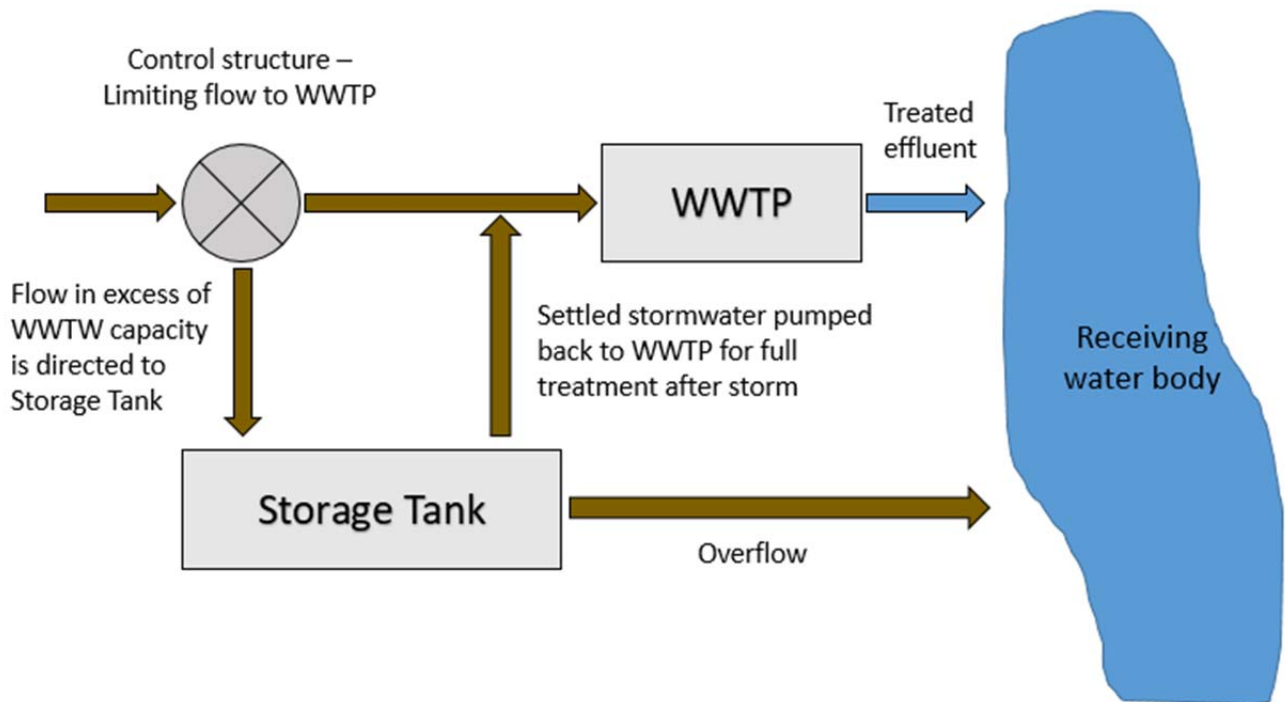 Control structure –
Limiting flow to WWTP
Treated
effluent
WWTP
Flow in excess of
WWTW capacity
is directed to
Storage Tank
Settled stormwater pumped
back to WWTP for full
treatment after storm
Receiving
water body
Storage Tank
Overflow